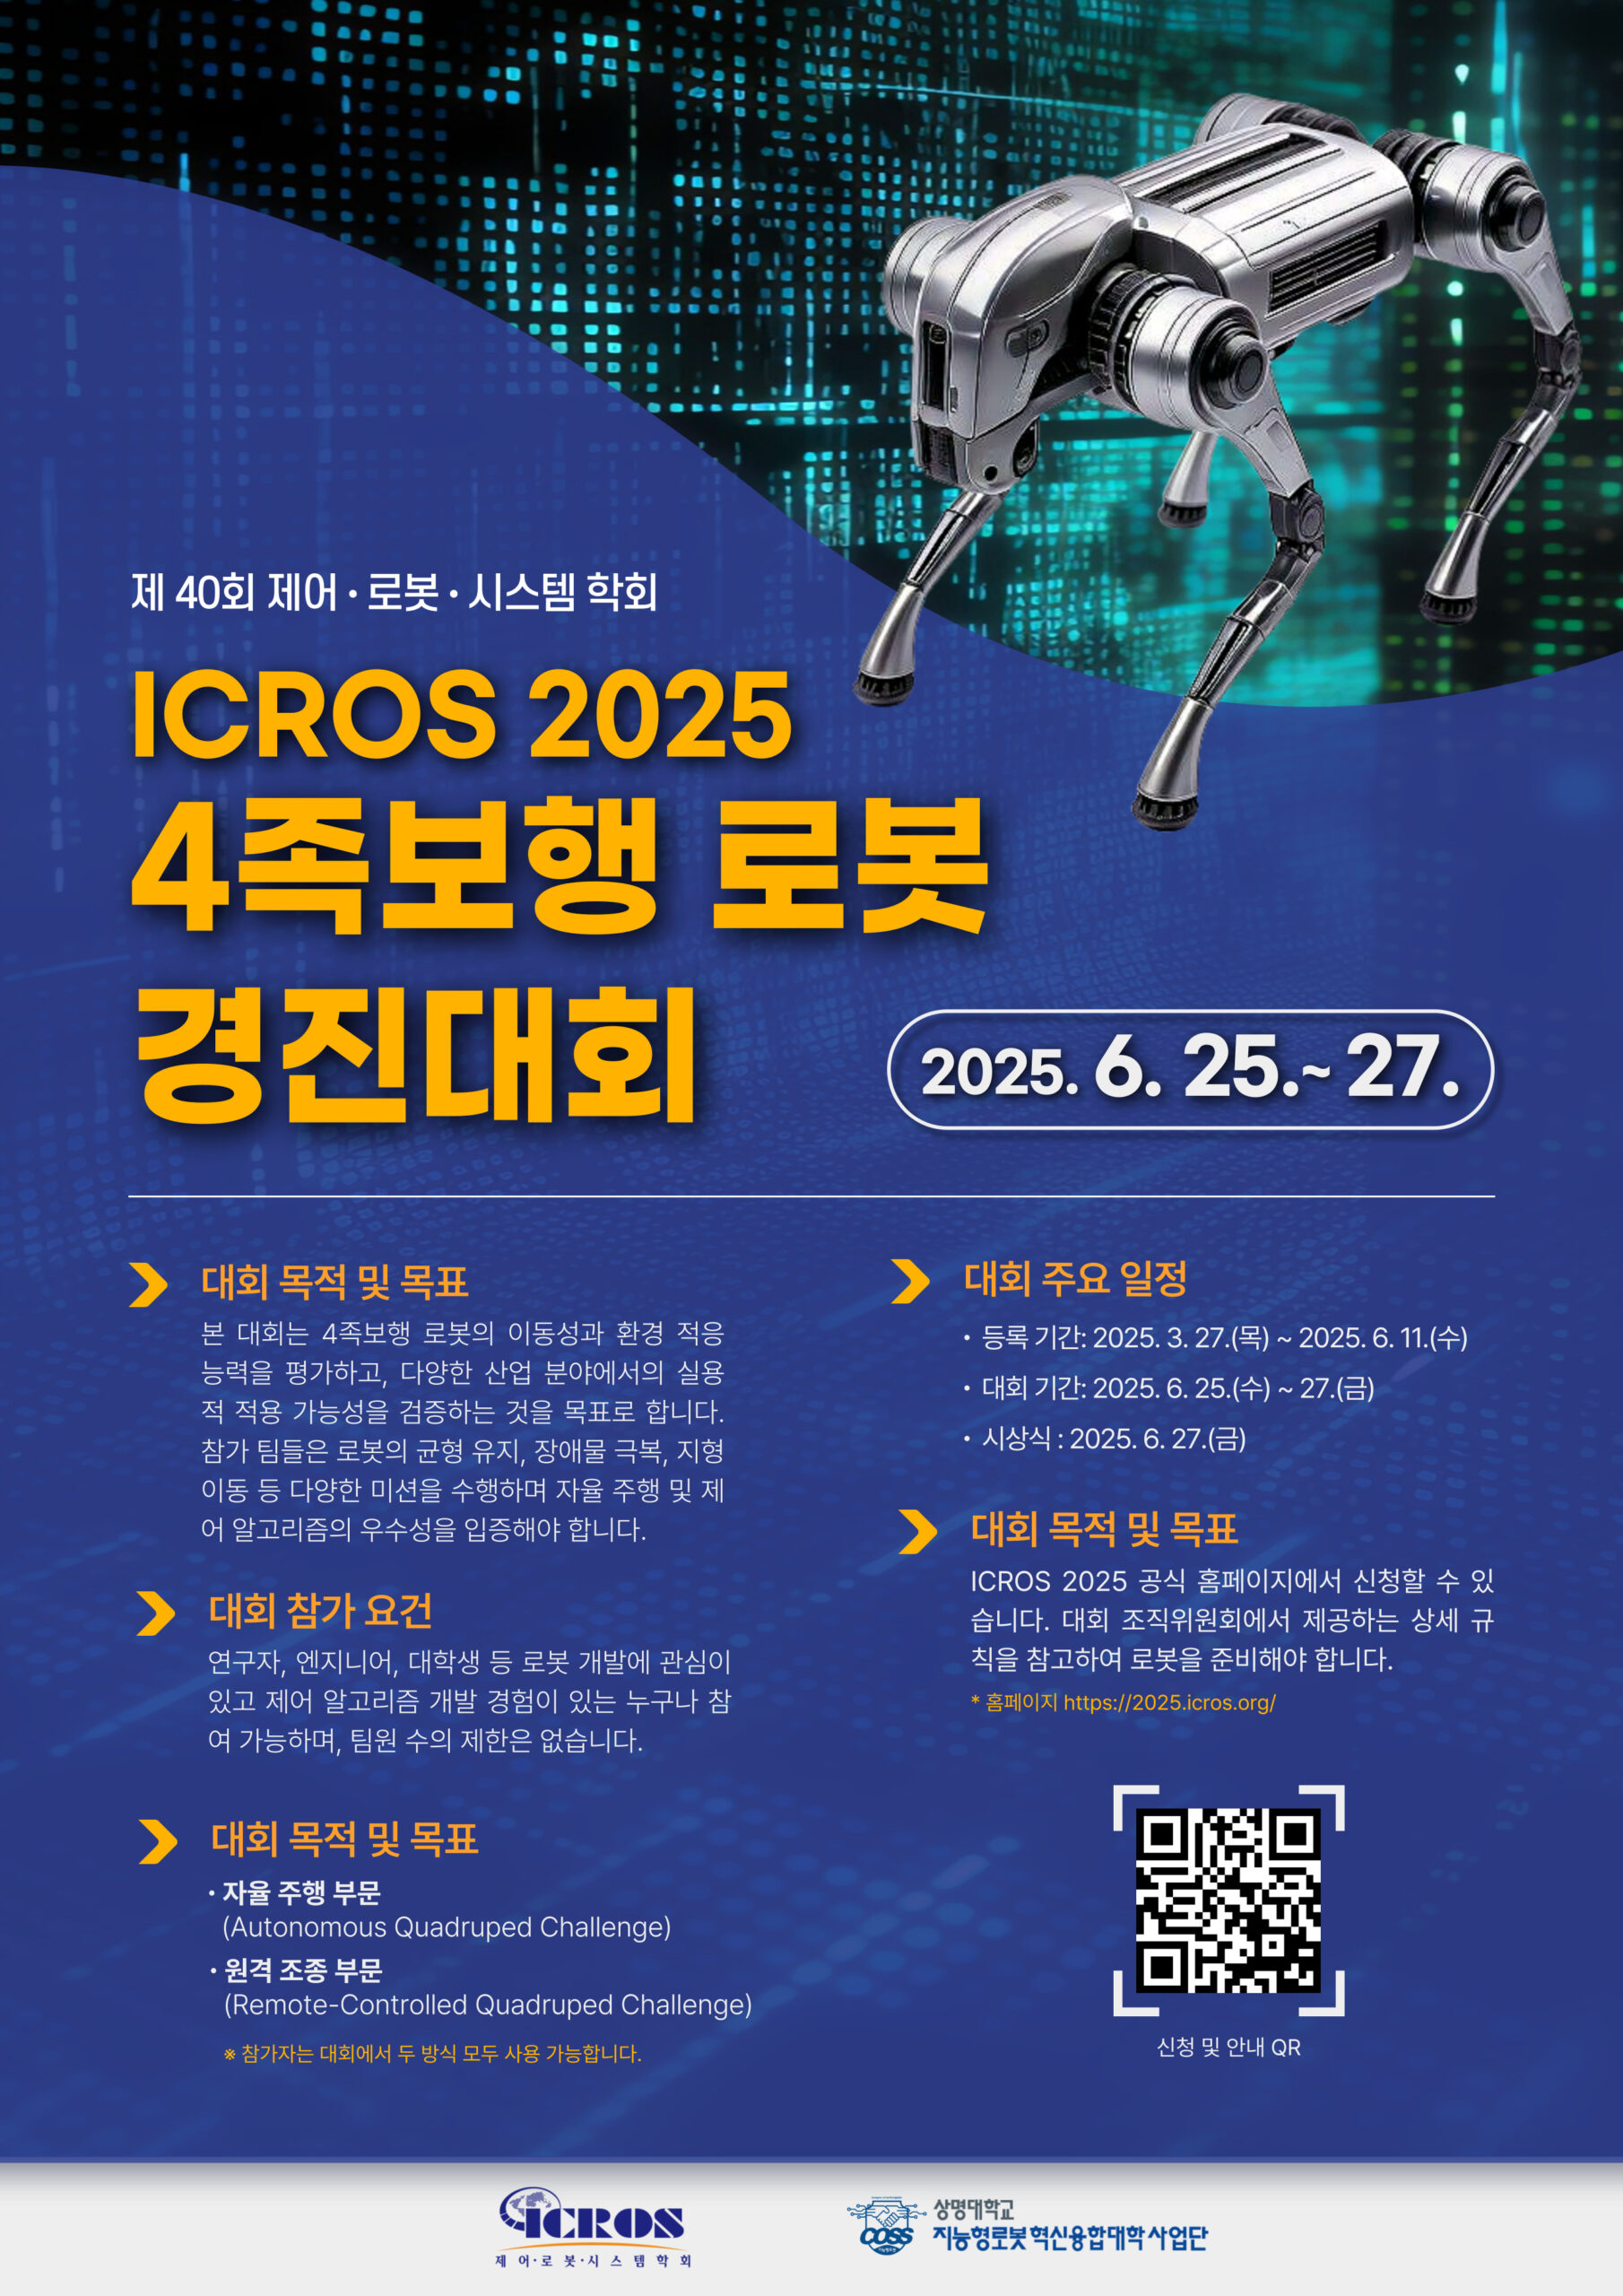 제 40회 제어·로봇·시스템 학회
ICROS 2025
4족보행 로봇
경진대회
2025. 6. 25.~ 27.
대회 목적 및 목표
본 대회는 4족보행 로봇의 이동성과 환경 적응
능력을 평가하고, 다양한 산업 분야에서의 실용
적 적용 가능성을 검증하는 것을 목표로 합니다.
참가 팀들은 로봇의 균형 유지, 장애물 극복, 지형
이동 등 다양한 미션을 수행하며 자율 주행 및 제
어 알고리즘의 우수성을 입증해야 합니다.
대회 참가 요건
연구자, 엔지니어, 대학생 등 로봇 개발에 관심이
있고 제어 알고리즘 개발 경험이 있는 누구나 참
여 가능하며, 팀원 수의 제한은 없습니다.
대회 목적 및 목표
· 자율 주행 부문
(Autonomous Quadruped Challenge)
· 원격 조종 부문
(Remote-Controlled Quadruped Challenge)
※ 참가자는 대회에서 두 방식 모두 사용 가능합니다.
대회 주요 일정
• 등록 기간: 2025. 3. 27.(목) ~ 2025. 6. 11.(수)
• 대회 기간: 2025. 6. 25.(수) ~ 27.(금)
• 시상식 : 2025. 6. 27.(금)
대회 목적 및 목표
ICROS 2025 공식 홈페이지에서 신청할 수 있
습니다. 대회 조직위원회에서 제공하는 상세 규
칙을 참고하여 로봇을 준비해야 합니다.
* 홈페이지 https://2025.icros.org/
신청 및 안내 QR
ICROS
제어·로봇·시스템학회
COSS
상명대학교
지능형로봇 혁신융합대학사업단